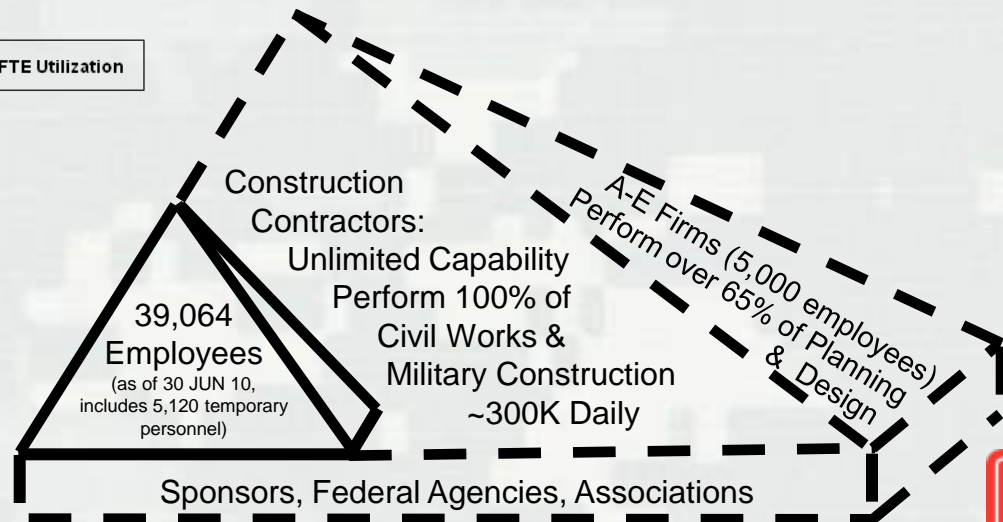 FTE Utilization
Construction
Contractors:
Unlimited Capability
Perform 100% of
Civil Works &
Military Construction
~300K Daily
A-E Firms (5,000 employees)
Perform over 65% of Planning
& Design
39,064
Employees
(as of 30 JUN 10,
includes 5,120 temporary
personnel)
Sponsors, Federal Agencies, Associations